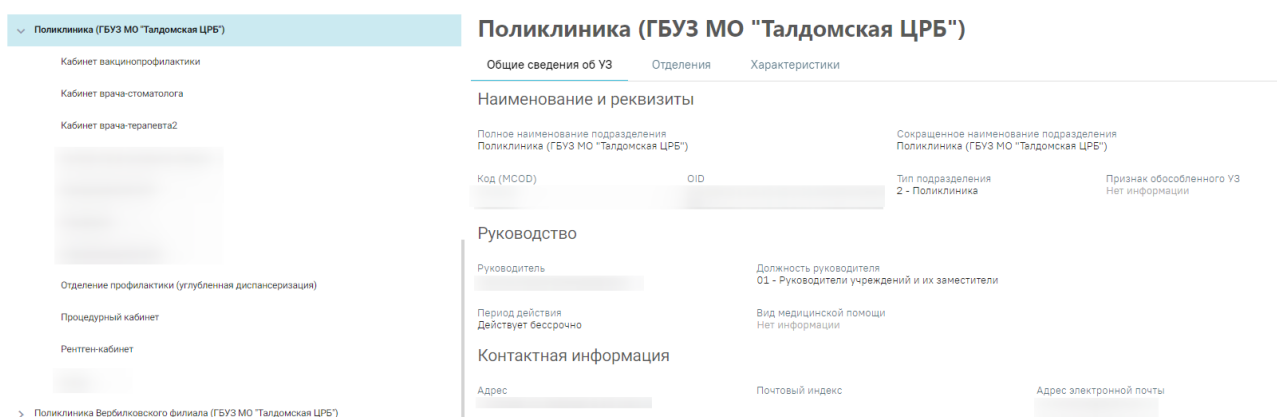 Поликлиника (ГБУЗ МО "Талдомская ЦРБ")
Кабинет вакцинопрофилактики
Кабинет врача-стоматолога
Кабинет врача-терапевта2
Отделение профилактики (углубленная диспансеризация)
Процедурный кабинет
Рентген-кабинет
Поликлиника Вербилковского филиала (ГБУЗ МО "Талдомская ЦРБ")
Поликлиника (ГБУЗ МО "Талдомская ЦРБ")
Общие сведения об УЗ Отделения Характеристики
Наименование и реквизиты
Полное наименование подразделения Сокращенное наименование подразделения
Поликлиника (ГБУЗ МО "Талдомская ЦРБ") Поликлиника (ГБУЗ МО "Талдомская ЦРБ")
Код (MCOD) OID Тип подразделения Признак обособленного УЗ
2 - Поликлиника Нет информации
Руководство
Руководитель Должность руководителя
01 - Руководители учреждений и их заместители
Период действия Вид медицинской помощи
Действует бессрочно Нет информации
Контактная информация
Адрес Почтовый индекс Адрес электронной почты